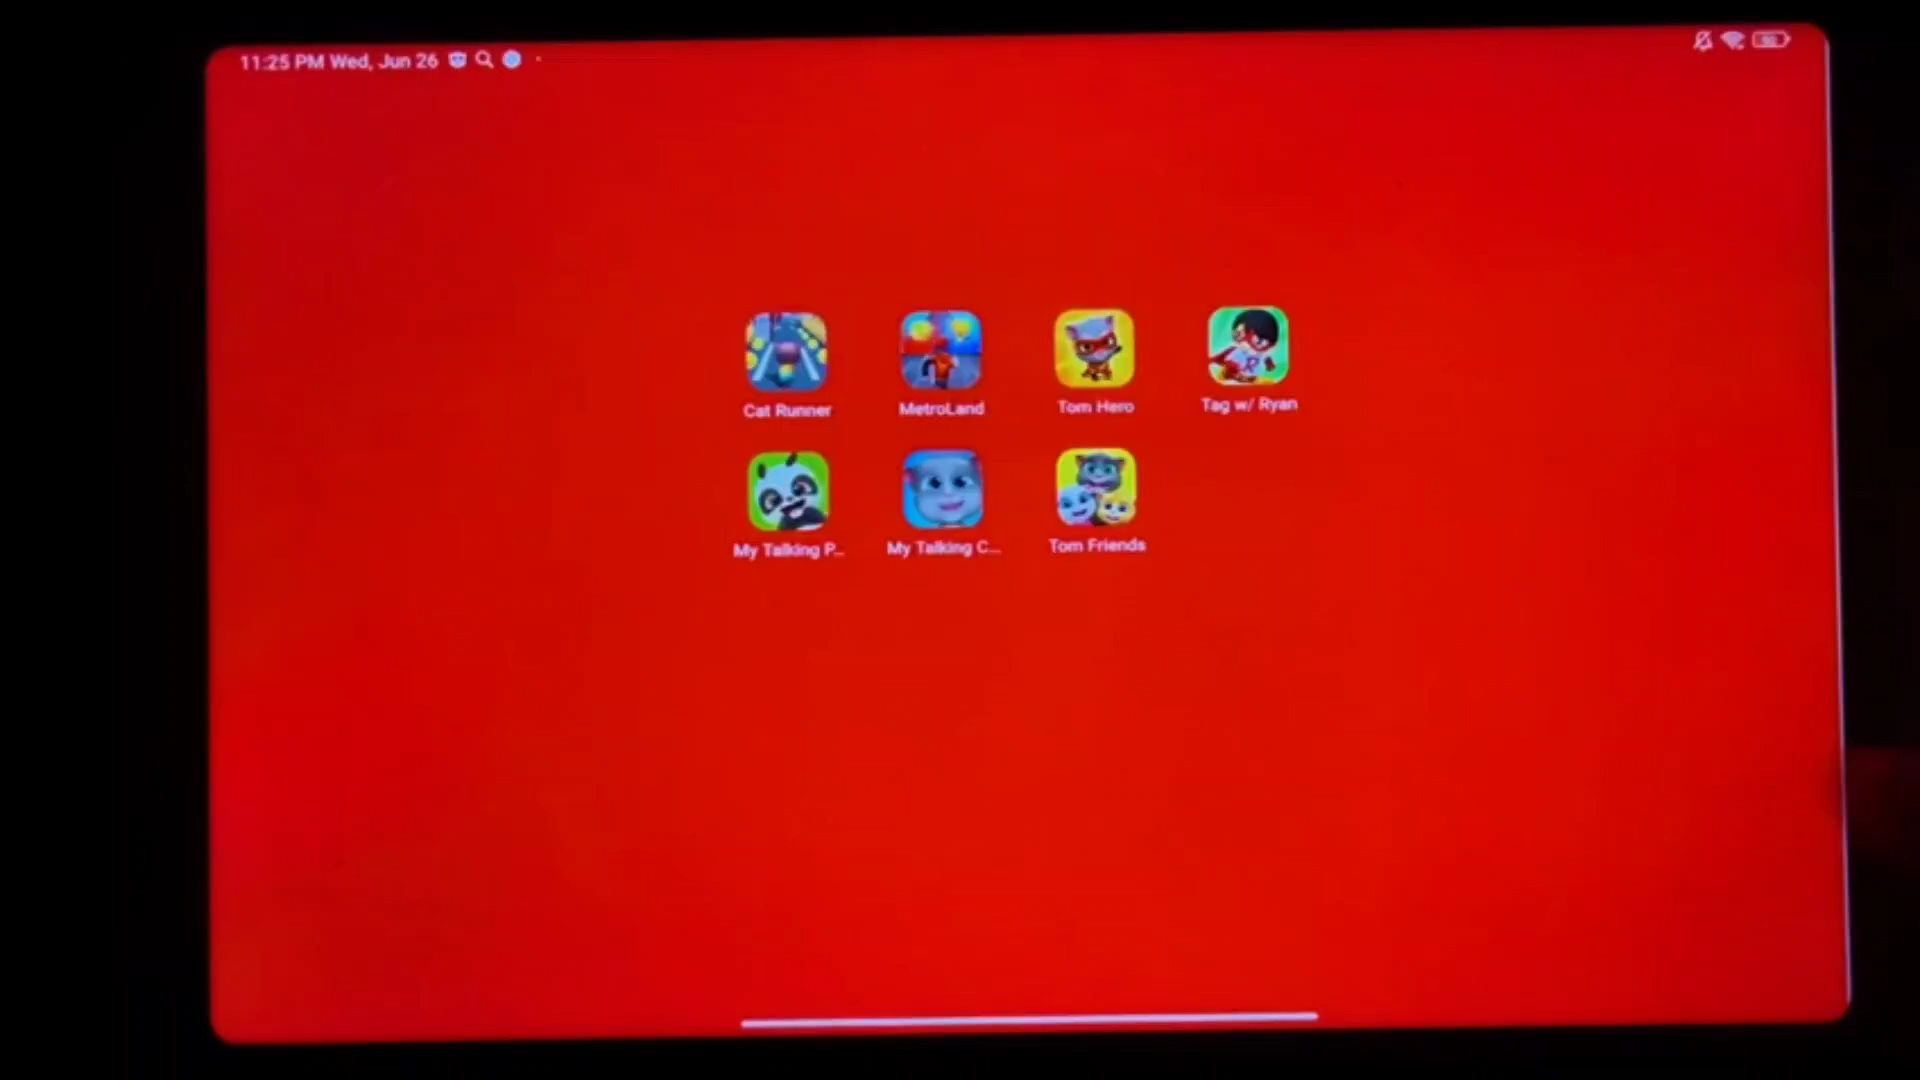 11:25 PM Wed, Jun 26
Cat Runner
MetroLand
Tom Hero
Tag w/ Ryan
My Talking P...
My Talking C...
Tom Friends